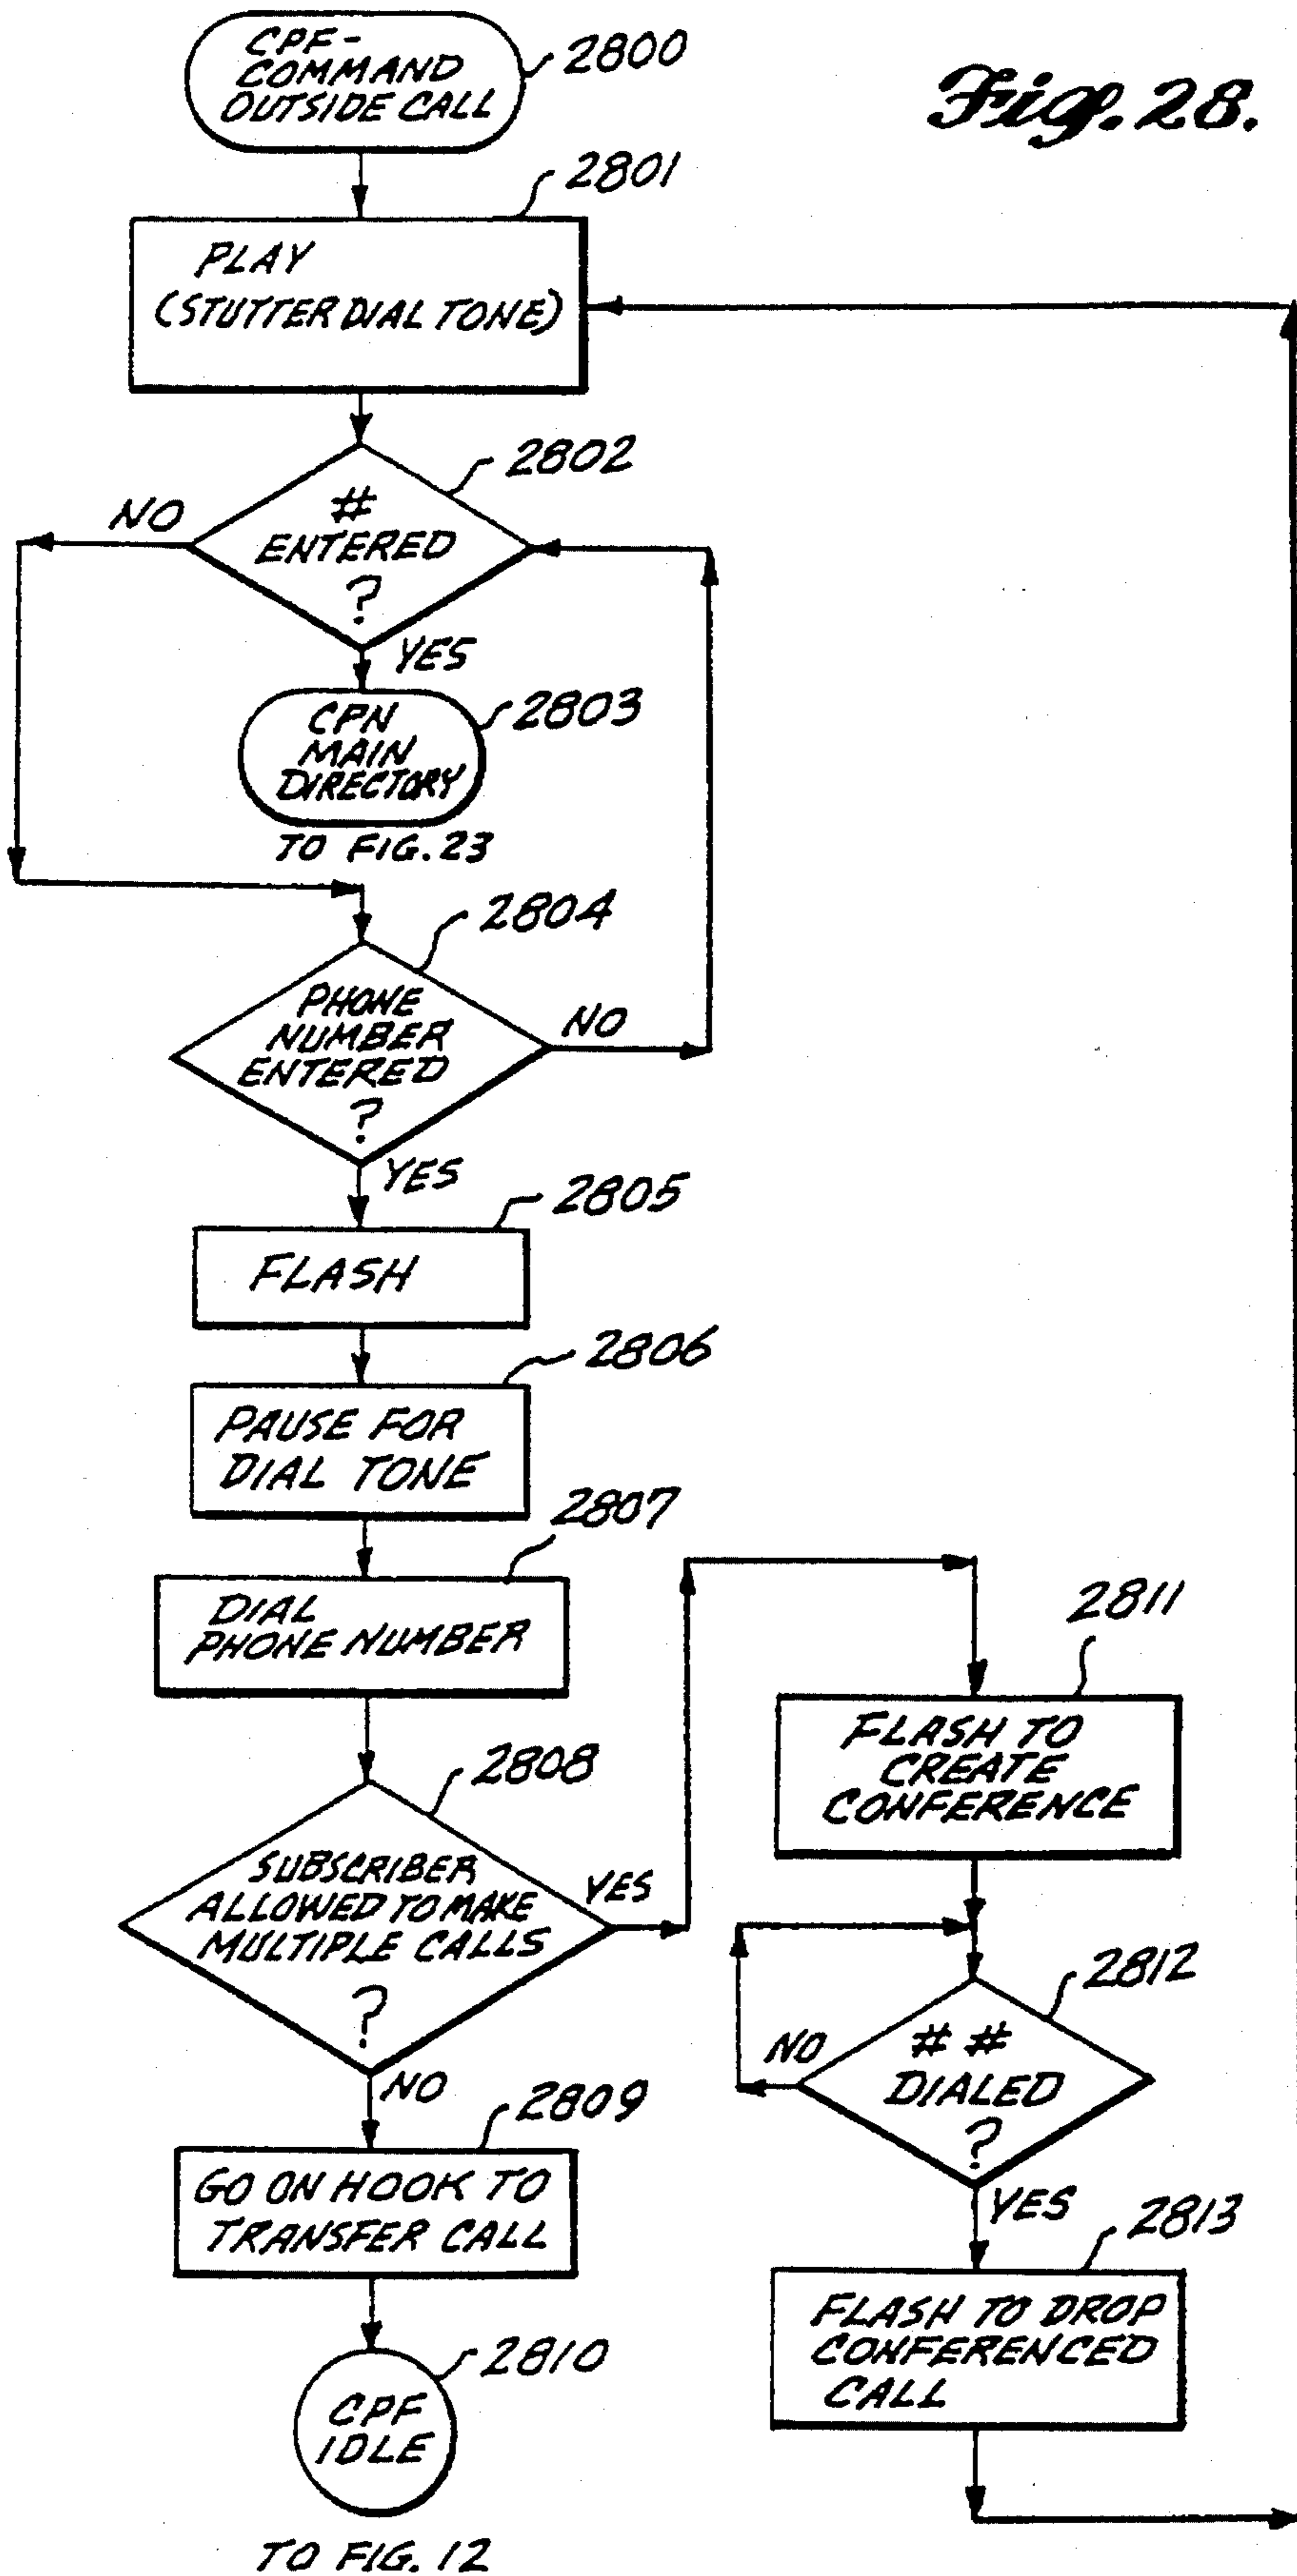 CPF-
COMMAND
OUTSIDE CALL
2800
Fig. 28.
2801
PLAY
(STUTTER DIAL TONE)
2802
#
ENTERED
?
NO
YES
CPN
MAIN
DIRECTORY
2803
TO FIG. 23
2804
PHONE
NUMBER
ENTERED
?
NO
YES
2805
FLASH
2806
PAUSE FOR
DIAL TONE
2807
DIAL
PHONE NUMBER
2808
SUBSCRIBER
ALLOWED TO MAKE
MULTIPLE CALLS
?
YES
NO
2809
GO ON HOOK TO
TRANSFER CALL
2810
CPF
IDLE
TO FIG. 12
2811
FLASH TO
CREATE
CONFERENCE
2812
# #
DIALED
?
NO
YES
2813
FLASH TO DROP
CONFERENCED
CALL